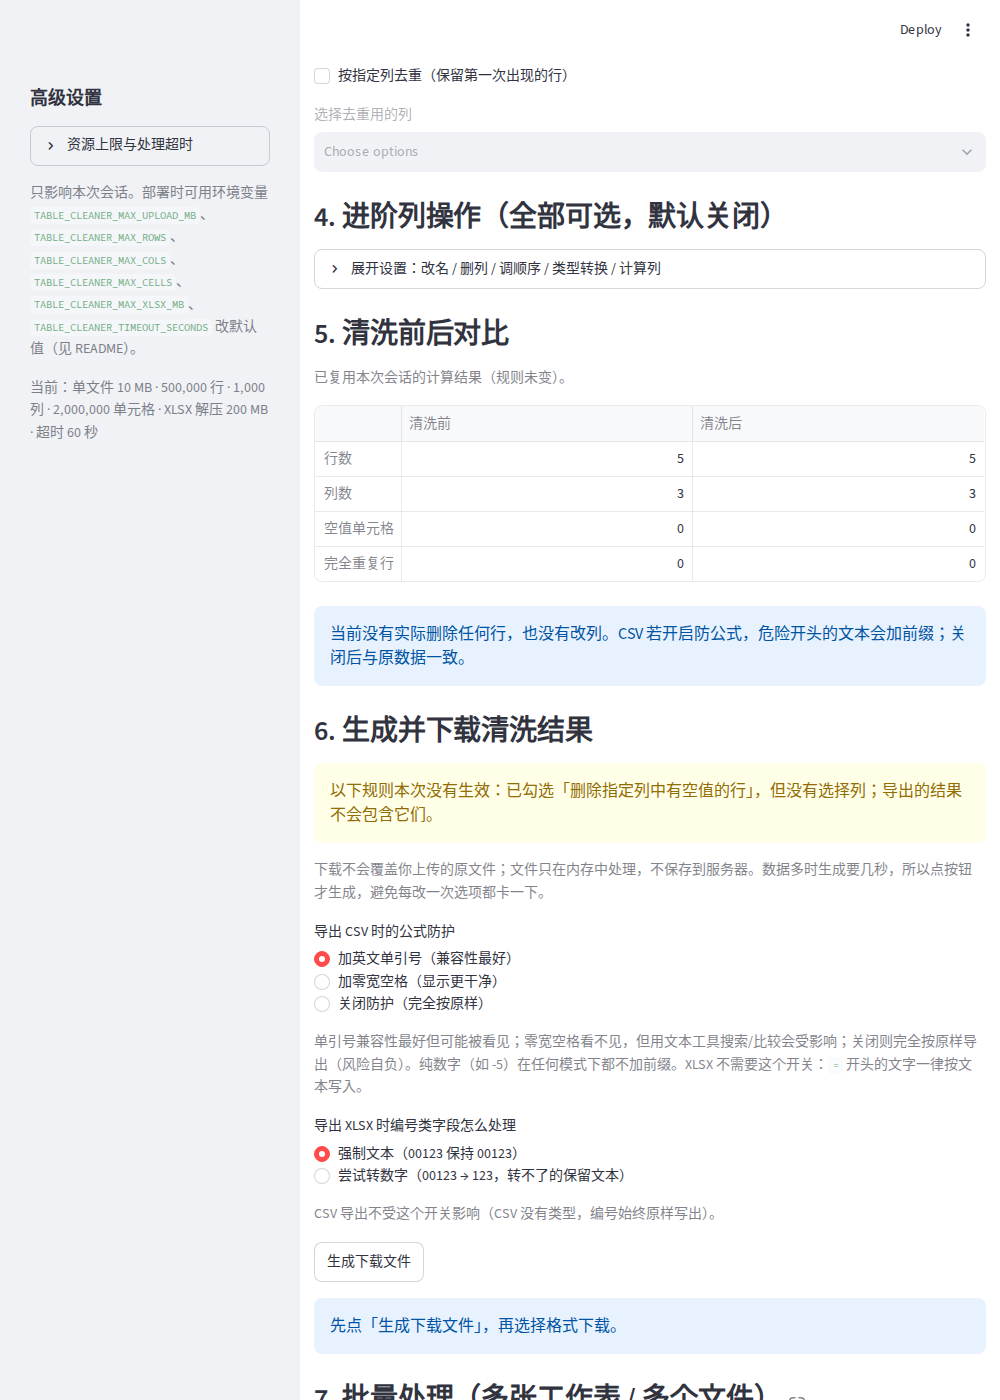 Deploy
高级设置
资源上限与处理超时
只影响本次会话。部署时可用环境变量
TABLE_CLEANER_MAX_UPLOAD_MB、
TABLE_CLEANER_MAX_ROWS、
TABLE_CLEANER_MAX_COLS、
TABLE_CLEANER_MAX_CELLS、
TABLE_CLEANER_MAX_XLSX_MB、
TABLE_CLEANER_TIMEOUT_SECONDS 改默认
值（见 README）。
当前：单文件 10 MB · 500,000 行 · 1,000
列 · 2,000,000 单元格 · XLSX 解压 200 MB
· 超时 60 秒
按指定列去重（保留第一次出现的行）
选择去重用的列
Choose options
4. 进阶列操作（全部可选，默认关闭）
展开设置：改名 / 删列 / 调顺序 / 类型转换 / 计算列
5. 清洗前后对比
已复用本次会话的计算结果（规则未变）。
清洗前 清洗后
行数 5 5
列数 3 3
空值单元格 0 0
完全重复行 0 0
当前没有实际删除任何行，也没有改列。CSV 若开启防公式，危险开头的文本会加前缀；关
闭后与原数据一致。
6. 生成并下载清洗结果
以下规则本次没有生效：已勾选「删除指定列中有空值的行」，但没有选择列；导出的结果
不会包含它们。
下载不会覆盖你上传的原文件；文件只在内存中处理，不保存到服务器。数据多时生成要几秒，所以点按钮
才生成，避免每改一次选项都卡一下。
导出 CSV 时的公式防护
加英文单引号（兼容性最好）
加零宽空格（显示更干净）
关闭防护（完全按原样）
单引号兼容性最好但可能被看见；零宽空格看不见，但用文本工具搜索/比较会受影响；关闭则完全按原样导
出（风险自负）。纯数字（如 -5）在任何模式下都不加前缀。XLSX 不需要这个开关：= 开头的文字一律按文
本写入。
导出 XLSX 时编号类字段怎么处理
强制文本（00123 保持 00123）
尝试转数字（00123 → 123，转不了的保留文本）
CSV 导出不受这个开关影响（CSV 没有类型，编号始终原样写出）。
生成下载文件
先点「生成下载文件」，再选择格式下载。
7. 批量处理（多张工作表 / 多个文件）